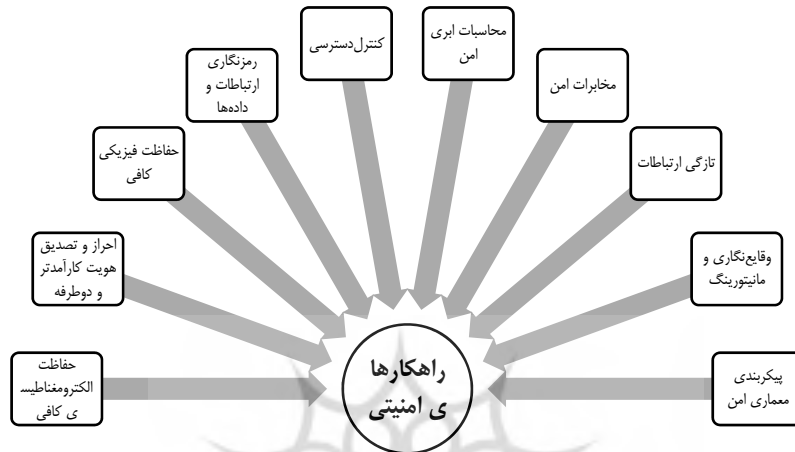 محاسبات ابری
امن
کنترل‌دسترسی
رمزنگاری
ارتباطات و
داده‌ها
مخابرات امن
حفاظت فیزیکی
کافی
تازگی ارتباطات
احراز و تصدیق
هویت کارآمدتر
و دوطرفه
وقایع‌نگاری و
مانیتورینگ
حفاظت
الکترومغناطیس
ی کافی
پیکربندی
معماری امن
راهکارها
ی امنیتی